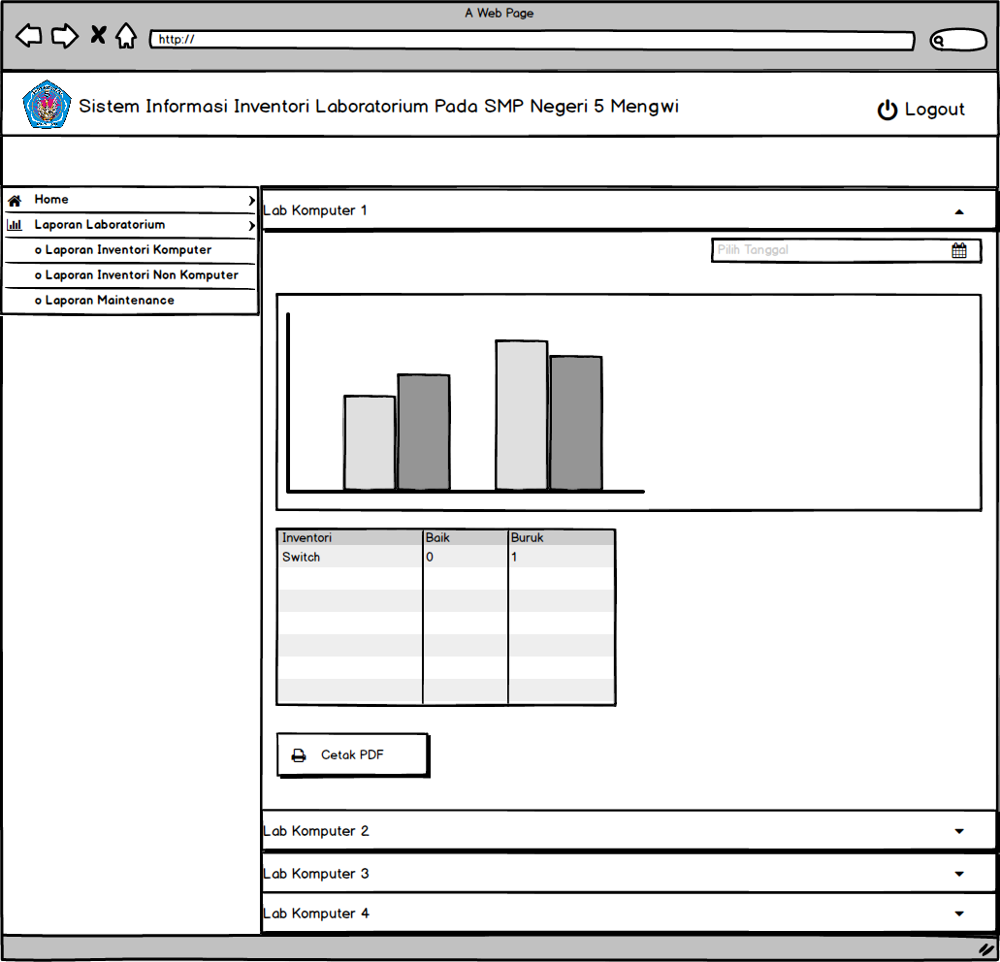 A Web Page
http://
Sistem Informasi Inventori Laboratorium Pada SMP Negeri 5 Mengwi
Logout
Home
Laporan Laboratorium
o Laporan Inventori Komputer
o Laporan Inventori Non Komputer
o Laporan Maintenance
Lab Komputer 1
Pilih Tanggal
Inventori Baik Buruk
Switch 0 1
Cetak PDF
Lab Komputer 2
Lab Komputer 3
Lab Komputer 4